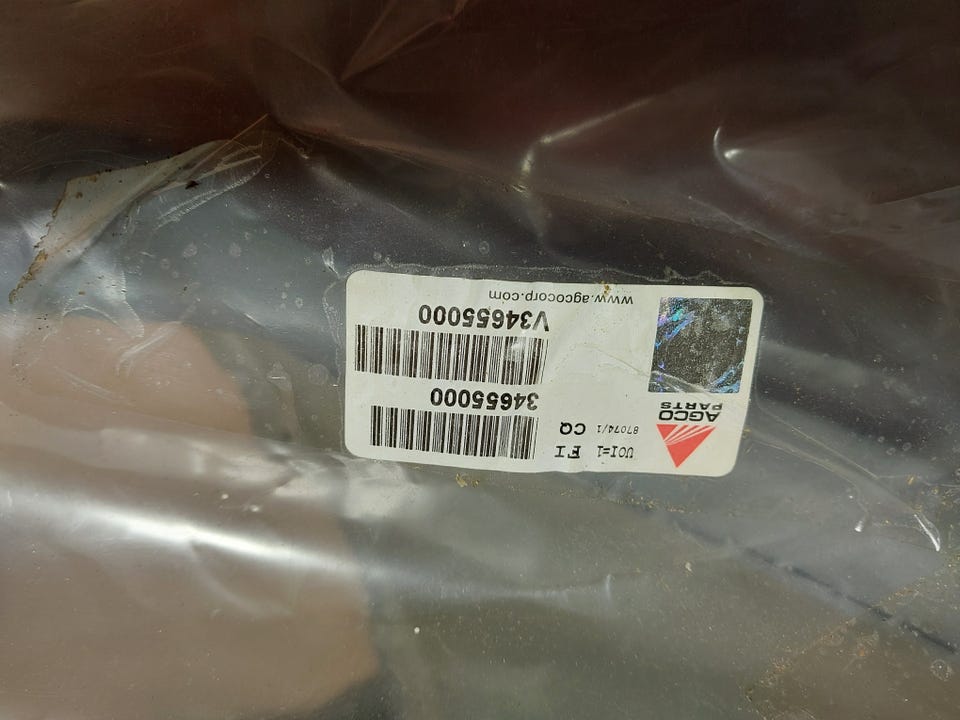 AGCO
PARTS
UOI=1 FI
87074/1 CQ
34655000
V34655000
www.agcocorp.com